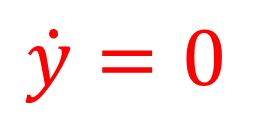 ẏ = 0